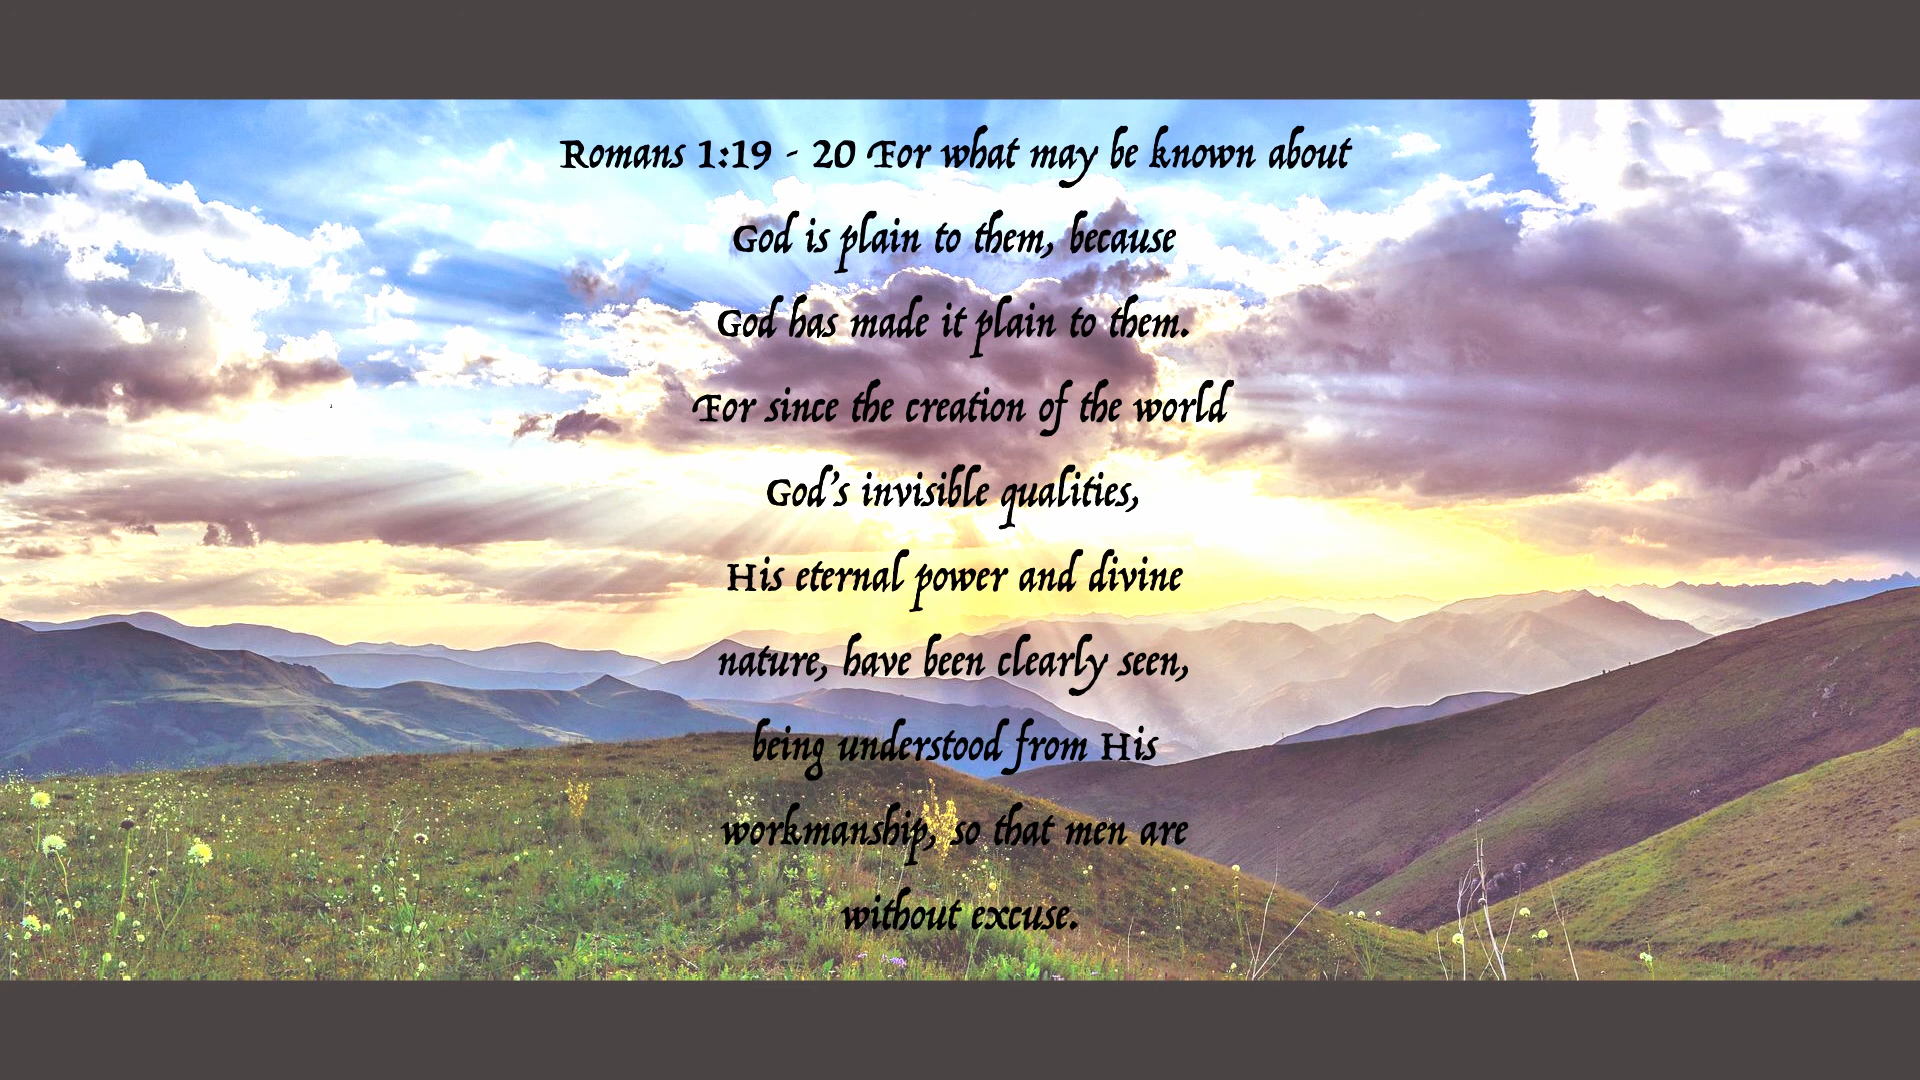 Romans 1:19 - 20 For what may be known about
God is plain to them, because
God has made it plain to them.
For since the creation of the world
God's invisible qualities,
His eternal power and divine
nature, have been clearly seen,
being understood from His
workmanship, so that men are
without excuse.